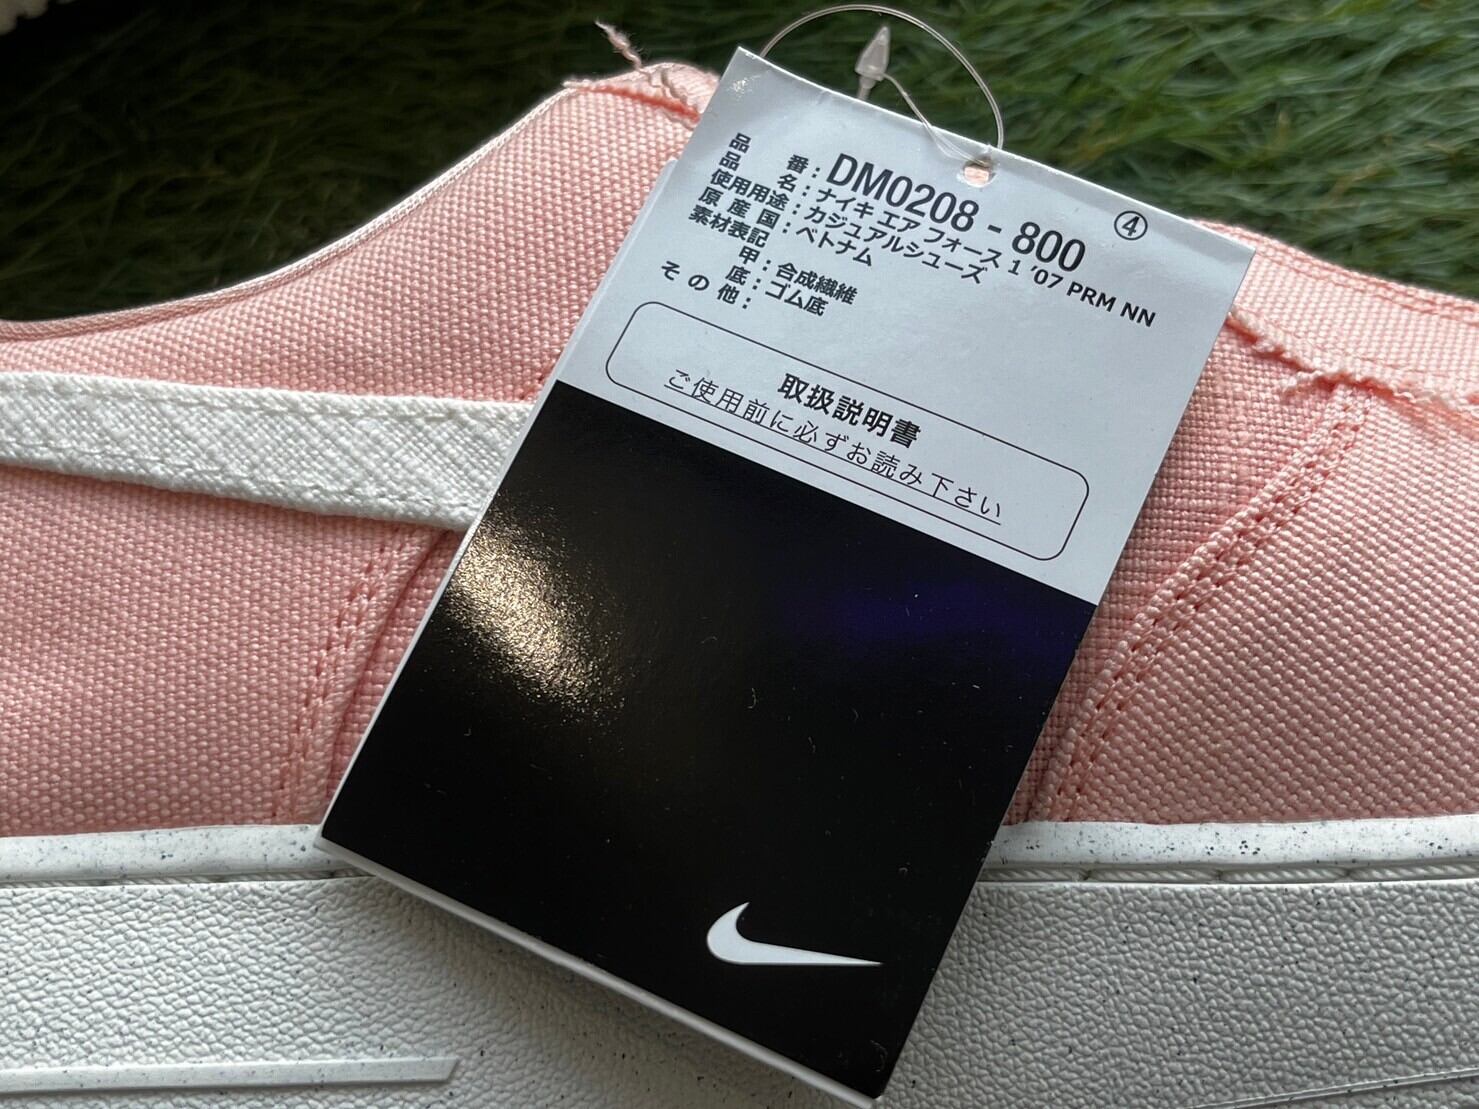 品番：DM0208 - 800 ④
品名：ナイキ エア フォース 1 '07 PRM NN
使用用途：カジュアルシューズ
原産国：ベトナム
素材表記
甲：合成繊維
底：ゴム底
その他：
取扱説明書
ご使用前に必ずお読み下さい